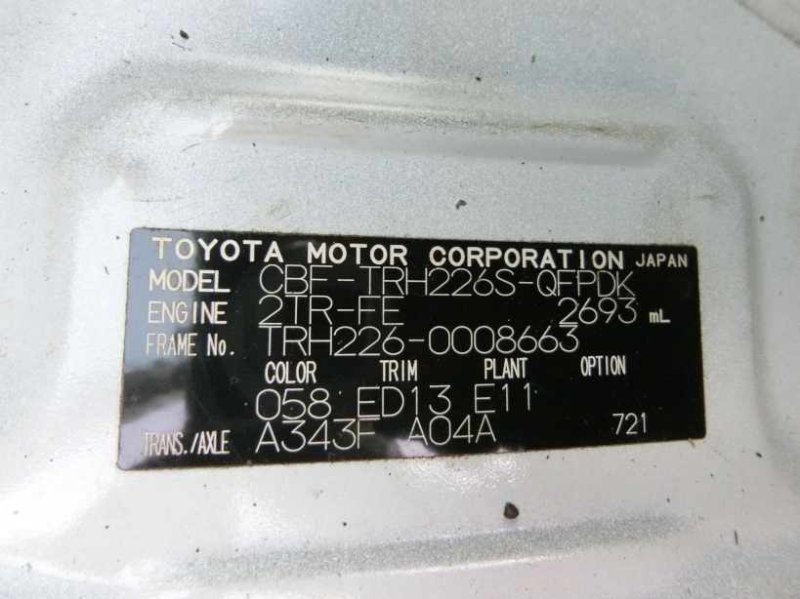 TOYOTA MOTOR CORPORATION JAPAN
MODEL CBF-TRH226S-QFPDK
ENGINE 2TR-FE 2693 mL
FRAME No. TRH226-0008663
COLOR TRIM PLANT OPTION
058 ED13 E11
TRANS./AXLE A343F A04A 721